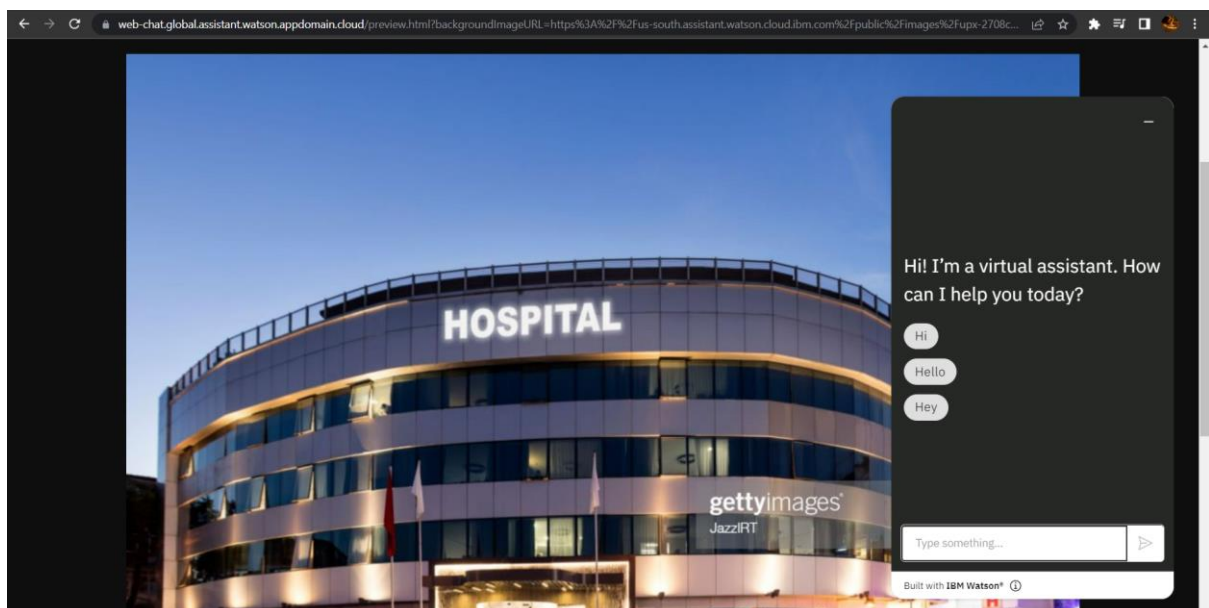 web-chat.global.assistant.watson.appdomain.cloud/preview.html?backgroundImageURL=https%3A%2F%2Fus-south.assistant.watson.cloud.ibm.com%2Fpublic%2Fimages%2Fupx-2708c...
HOSPITAL
gettyimages®
JazzIRT
Hi! I'm a virtual assistant. How
can I help you today?
Hi
Hello
Hey
Type something...
Built with IBM Watson®